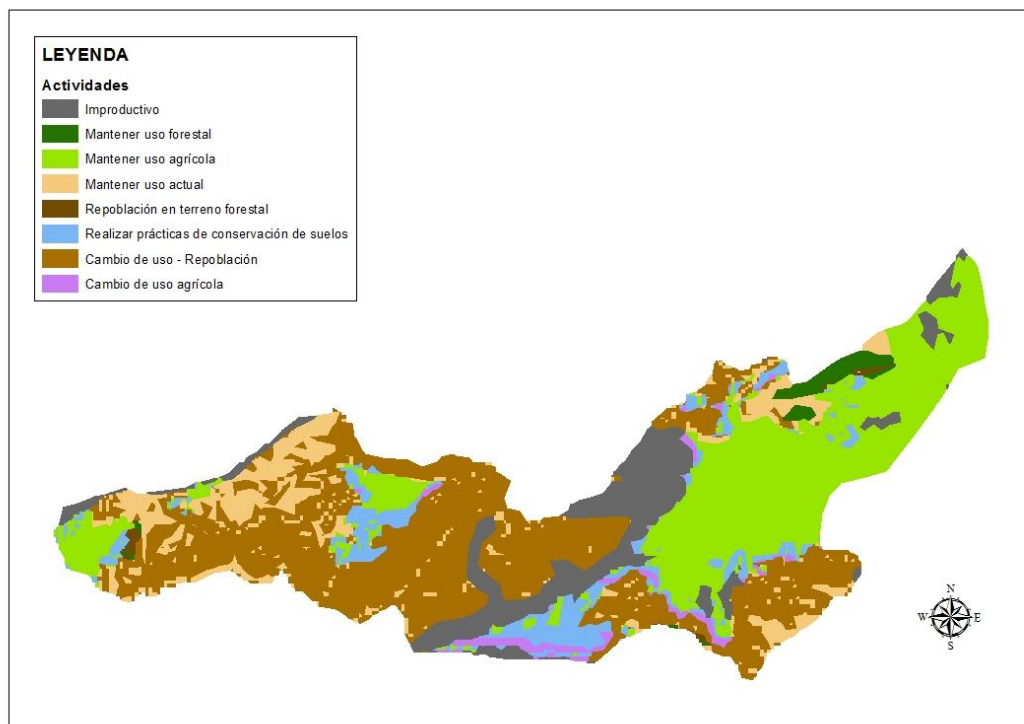 LEYENDA
Actividades
Improductivo
Mantener uso forestal
Mantener uso agrícola
Mantener uso actual
Repoblación en terreno forestal
Realizar prácticas de conservación de suelos
Cambio de uso - Repoblación
Cambio de uso agrícola
N
W E
S